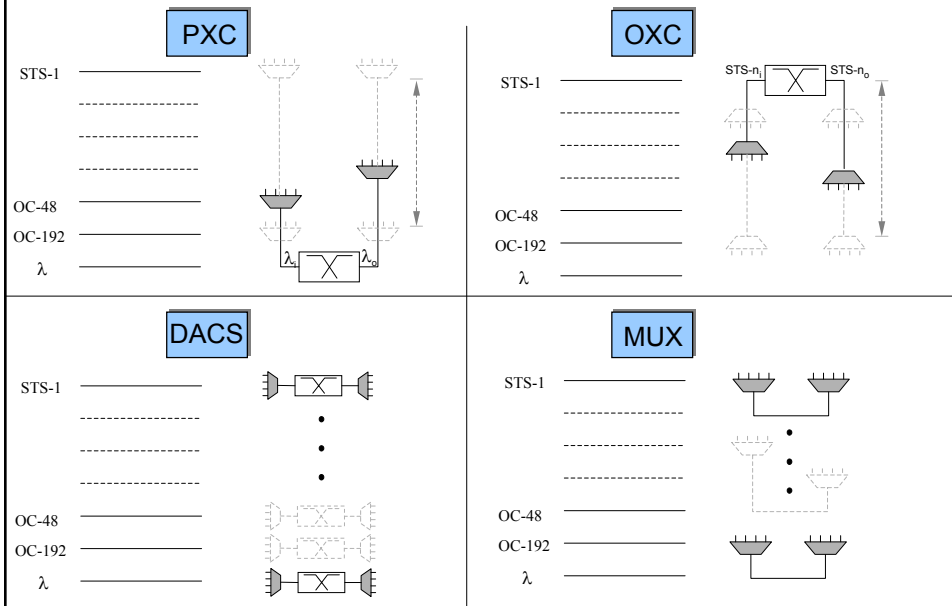 PXC
STS-1
OC-48
OC-192
λ
λi
λo
OXC
STS-1
STS-ni
STS-no
OC-48
OC-192
λ
DACS
STS-1
OC-48
OC-192
λ
MUX
STS-1
OC-48
OC-192
λ